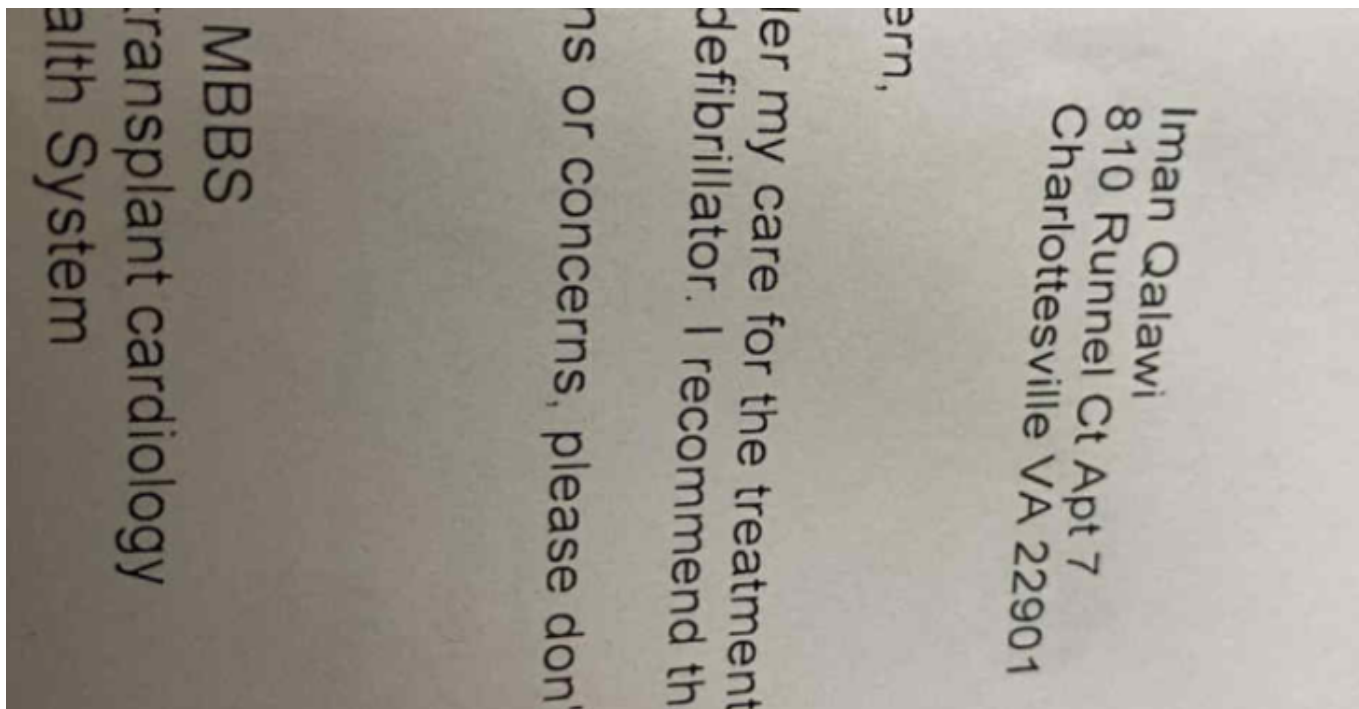 Iman Qalawi
810 Runnel Ct Apt 7
Charlottesville VA 22901
ern,
ler my care for the treatment
defibrillator. I recommend th
ns or concerns, please don'
MBBS
transplant cardiology
alth System